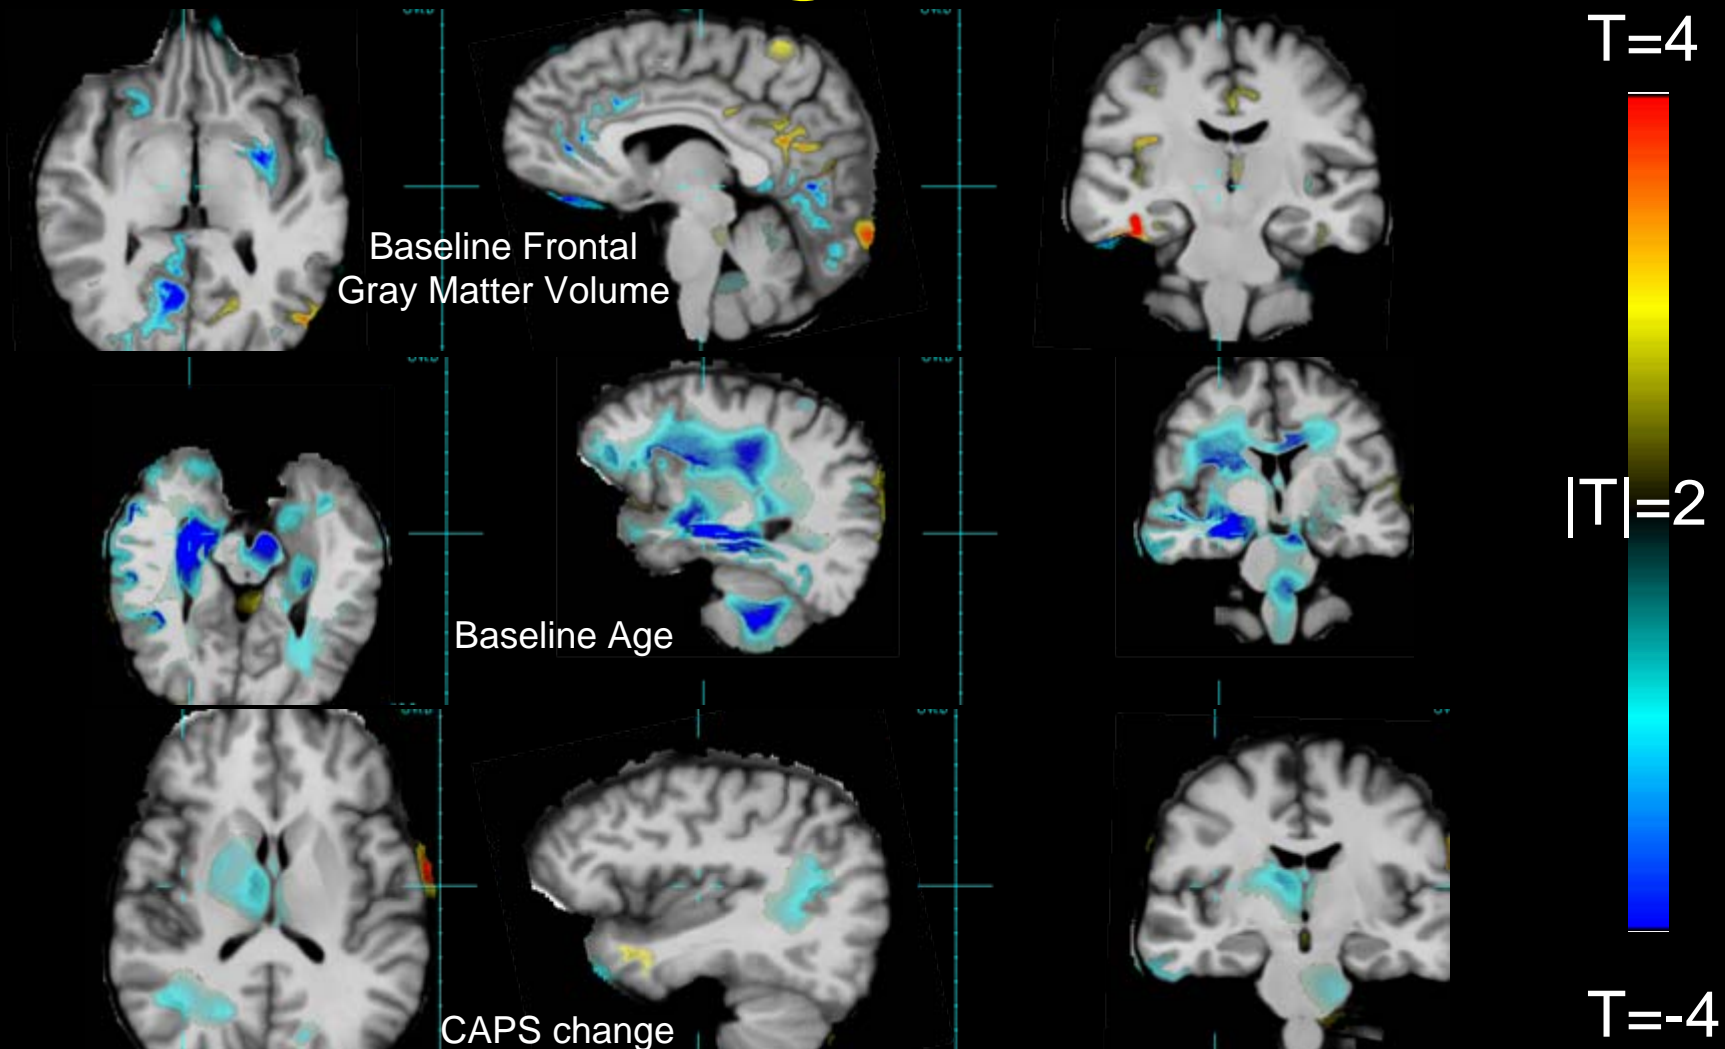 T=4
Baseline Frontal
Gray Matter Volume
|T|=2
Baseline Age
CAPS change
T=-4